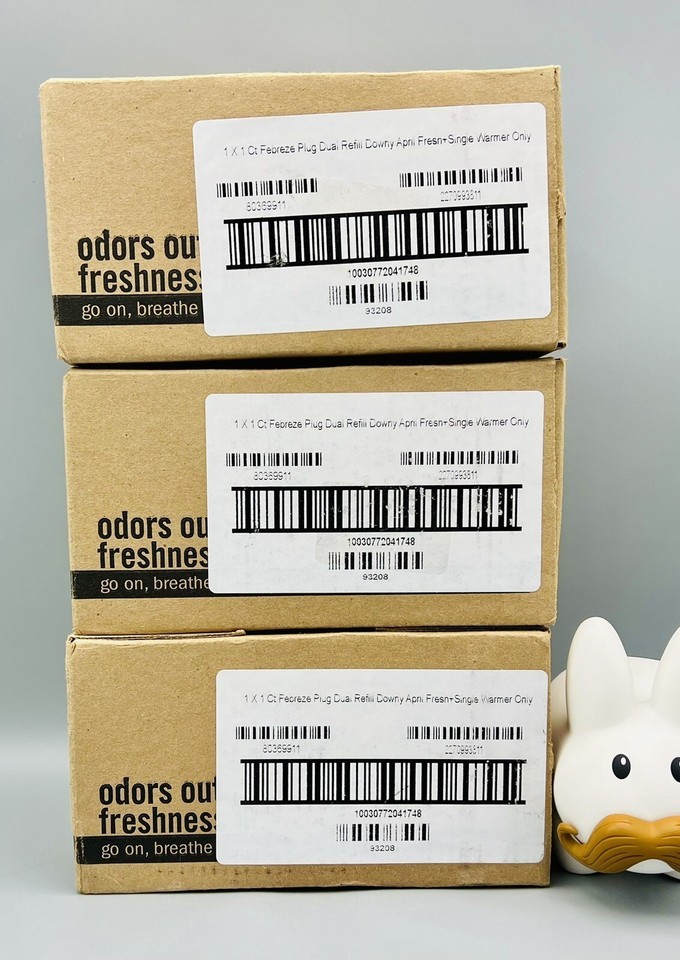 1 X 1 Ct Febreze Plug Dual Refill Downy April Fresh+Single Warmer Only
80369911
2270993811
10030772041748
93208
odors out
freshness
go on, breathe
1 X 1 Ct Febreze Plug Dual Refill Downy April Fresh+Single Warmer Only
80369911
2270993811
10030772041748
93208
odors ou
freshnes
go on, breathe
1 X 1 Ct Febreze Plug Dual Refill Downy April Fresh+Single Warmer Only
80369911
2270993811
10030772041748
93208
odors out
freshness
go on, breathe